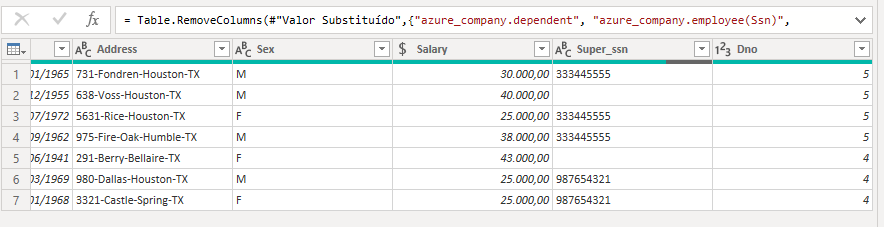 fx = Table.RemoveColumns(#"Valor Substituído",{"azure_company.dependent", "azure_company.employee(Ssn)",
ABC Address ABC Sex $ Salary ABC Super_ssn 123 Dno
1 01/1965 731-Fondren-Houston-TX M 30.000,00 333445555 5
2 12/1955 638-Voss-Houston-TX M 40.000,00 5
3 07/1972 5631-Rice-Houston-TX F 25.000,00 333445555 5
4 09/1962 975-Fire-Oak-Humble-TX M 38.000,00 333445555 5
5 06/1941 291-Berry-Bellaire-TX F 43.000,00 4
6 03/1969 980-Dallas-Houston-TX M 25.000,00 987654321 4
7 01/1968 3321-Castle-Spring-TX F 25.000,00 987654321 4